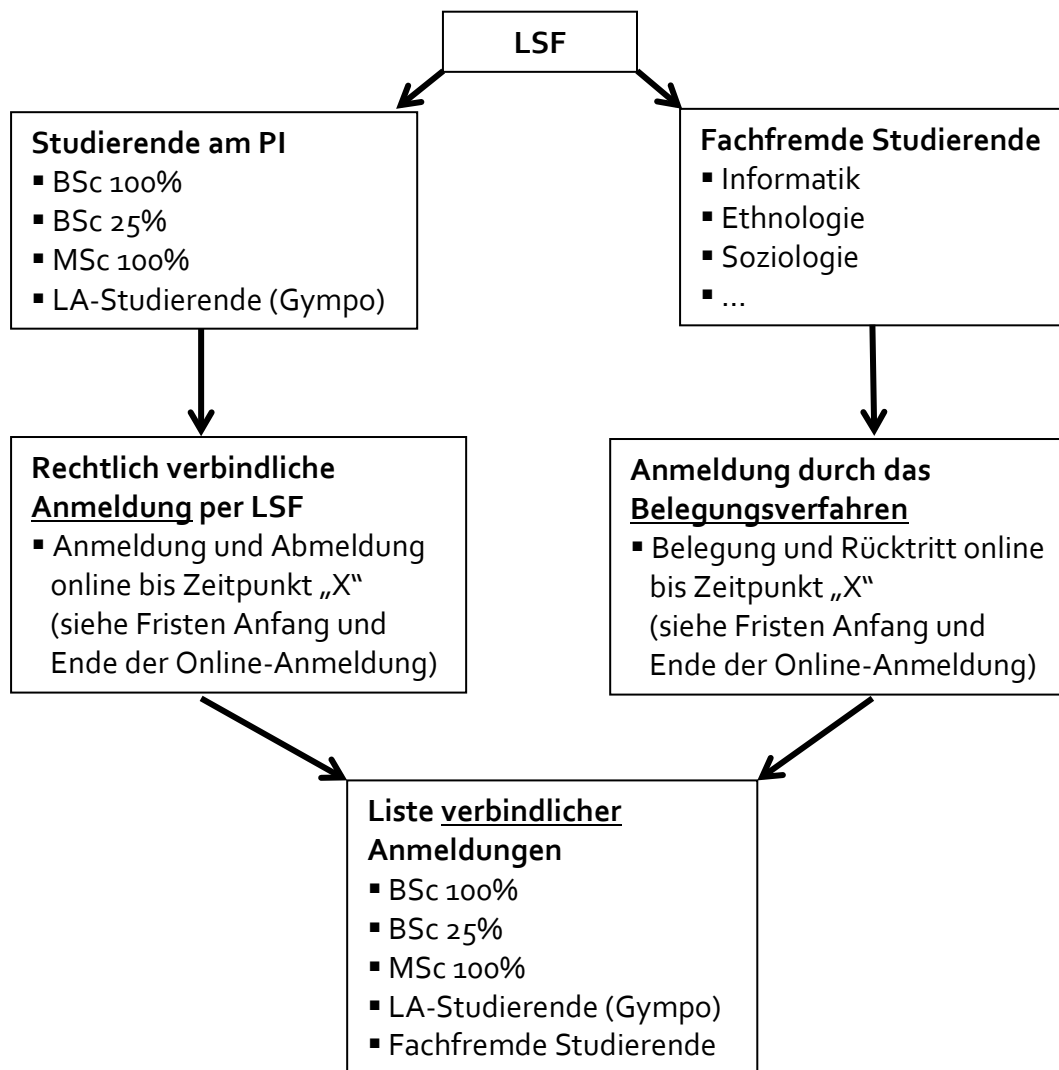 LSF
Studierende am PI
▪ BSc 100%
▪ BSc 25%
▪ MSc 100%
▪ LA-Studierende (Gympo)
Fachfremde Studierende
▪ Informatik
▪ Ethnologie
▪ Soziologie
▪ ...
Rechtlich verbindliche
Anmeldung per LSF
▪ Anmeldung und Abmeldung
online bis Zeitpunkt „X“
(siehe Fristen Anfang und
Ende der Online-Anmeldung)
Anmeldung durch das
Belegungsverfahren
▪ Belegung und Rücktritt online
bis Zeitpunkt „X“
(siehe Fristen Anfang und
Ende der Online-Anmeldung)
Liste verbindlicher
Anmeldungen
▪ BSc 100%
▪ BSc 25%
▪ MSc 100%
▪ LA-Studierende (Gympo)
▪ Fachfremde Studierende